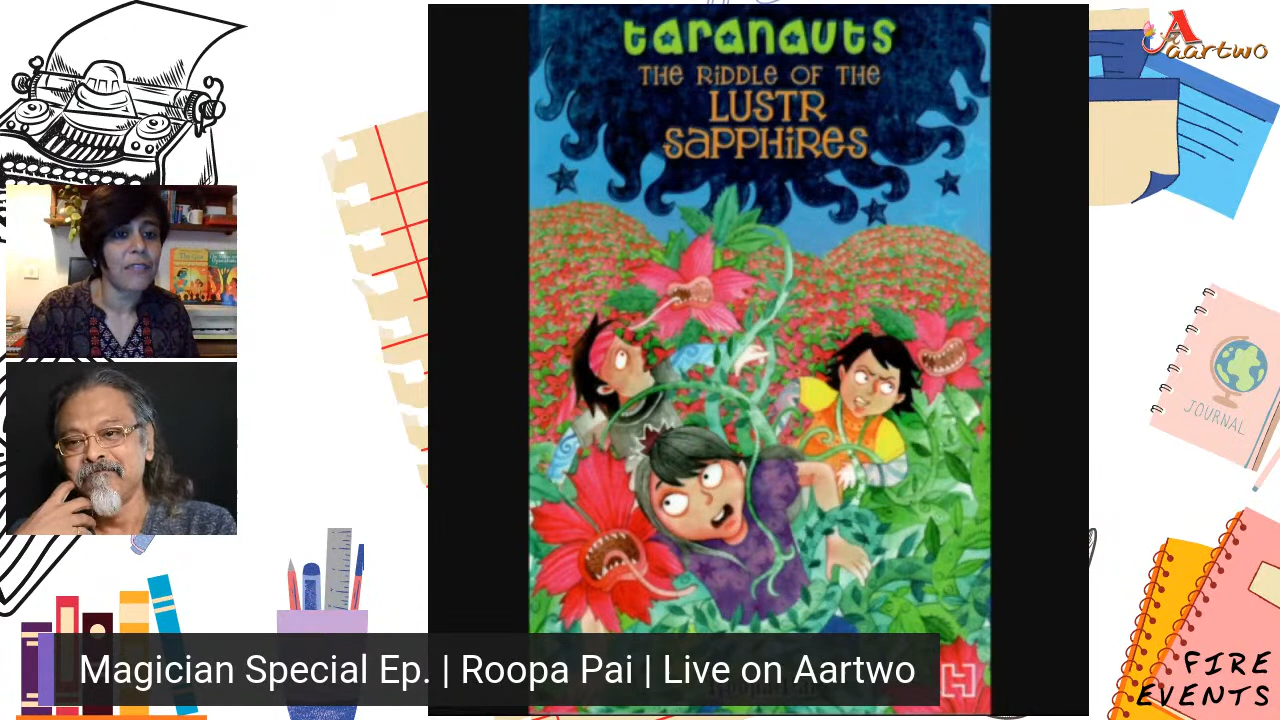 taranauts
THE RiDDLE OF THE
LUSTR
SAPPHiRES
Aartwo
JOURNAL
Magician Special Ep. | Roopa Pai | Live on Aartwo
FIRE
EVENTS